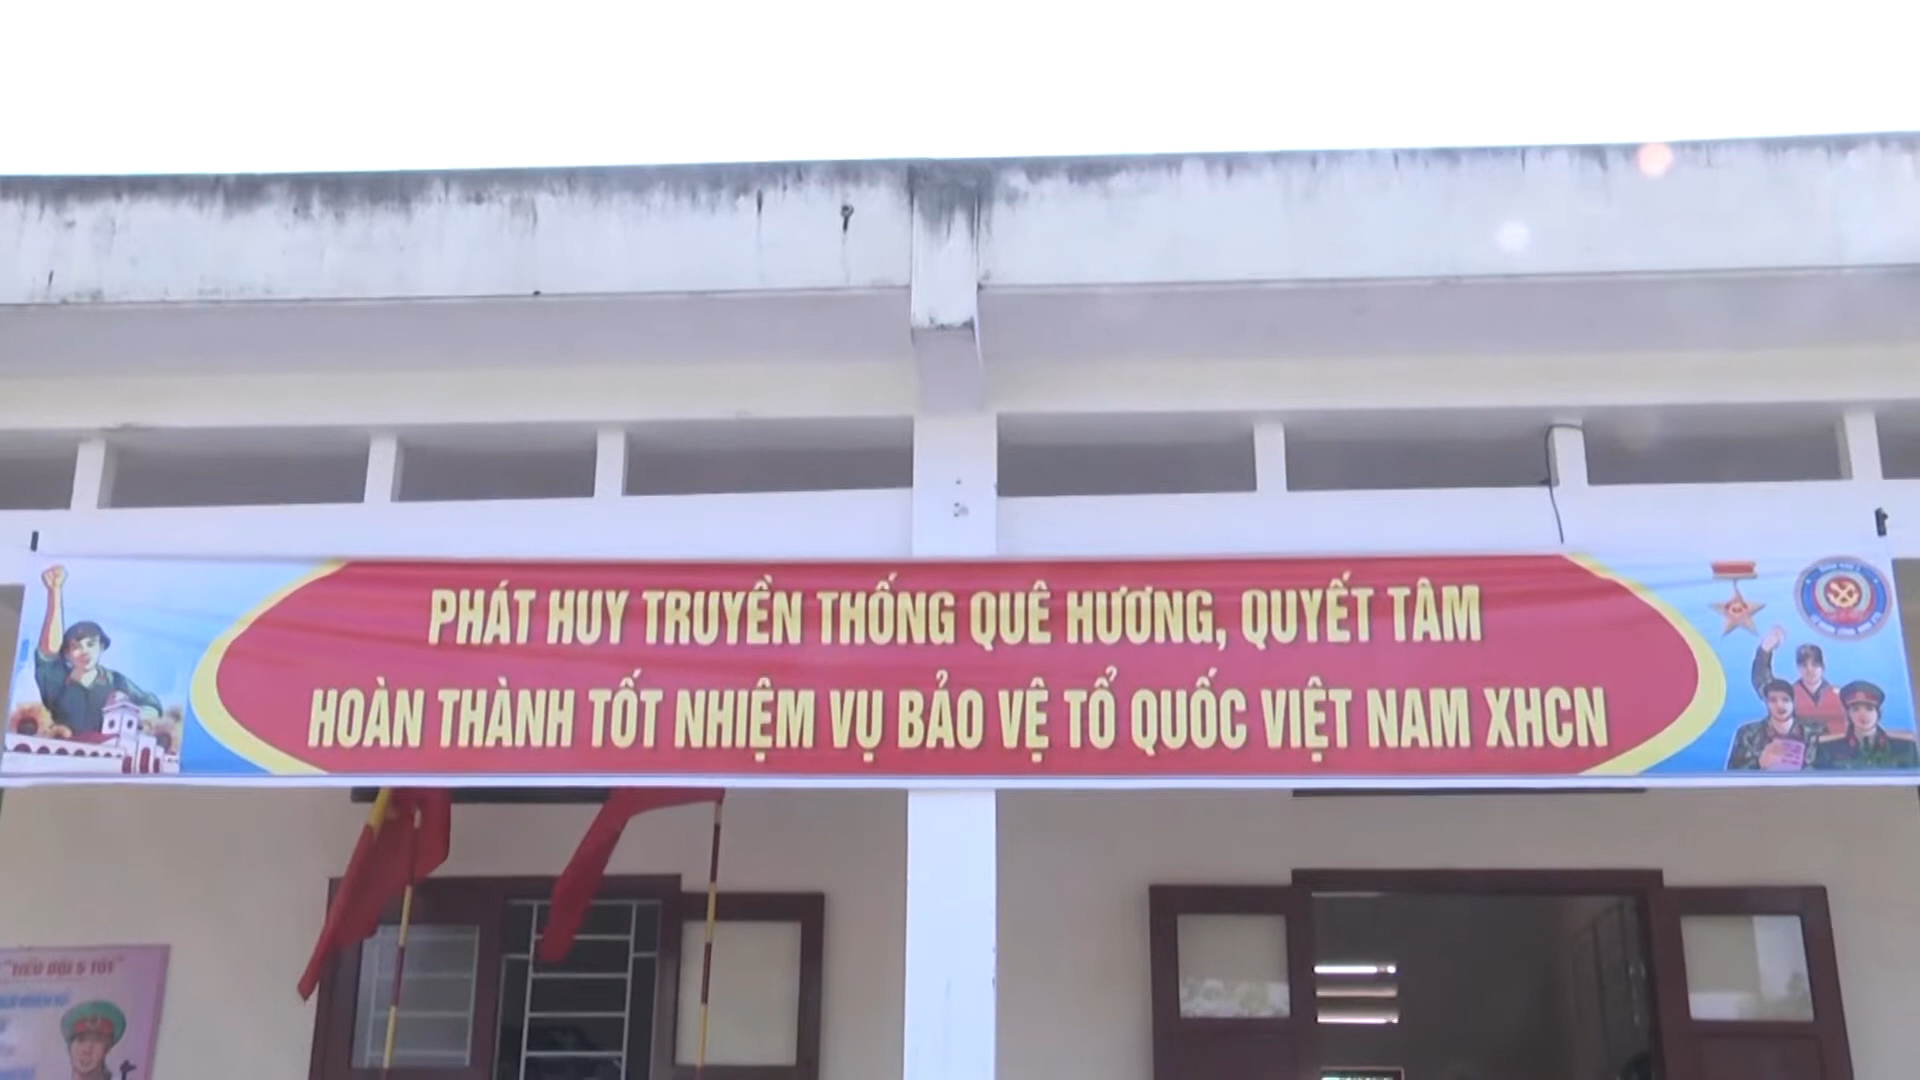 PHÁT HUY TRUYỀN THỐNG QUÊ HƯƠNG, QUYẾT TÂM
HOÀN THÀNH TỐT NHIỆM VỤ BẢO VỆ TỔ QUỐC VIỆT NAM XHCN
"TIỂU ĐỘI 5 TỐT"